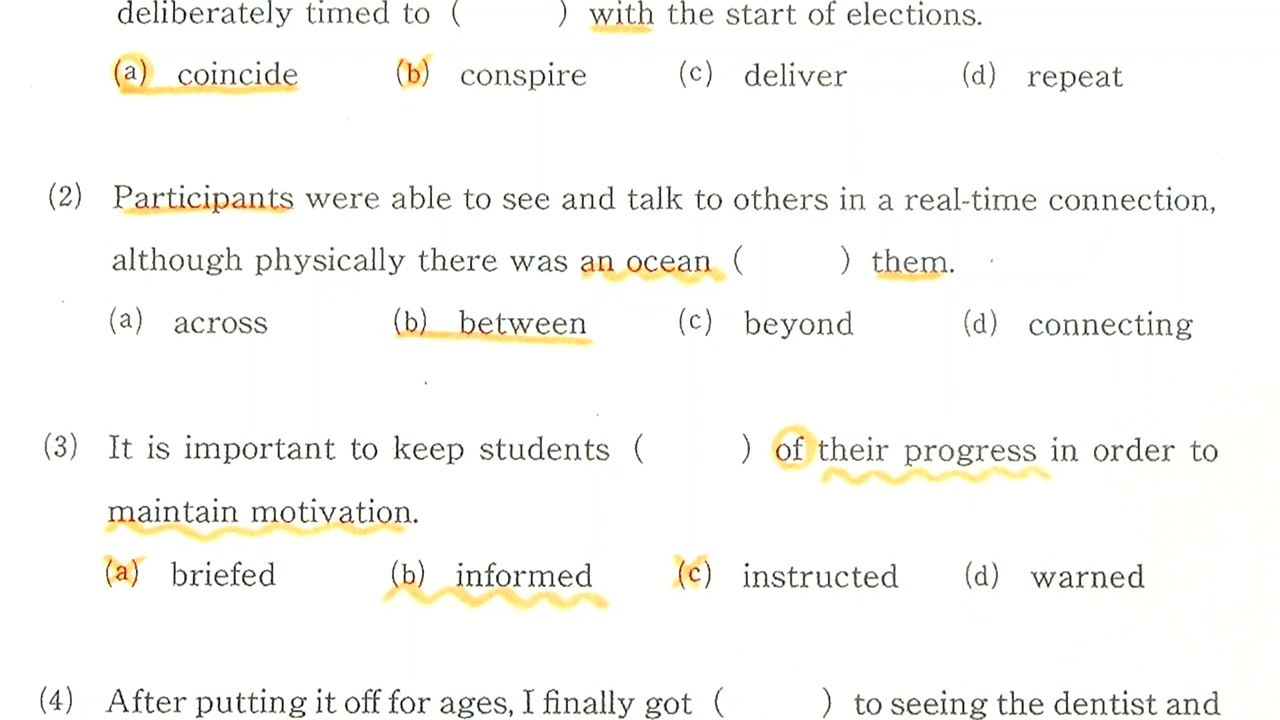 deliberately timed to (     ) with the start of elections.
(a) coincide (b) conspire (c) deliver (d) repeat
(2) Participants were able to see and talk to others in a real-time connection,
although physically there was an ocean (     ) them.
(a) across (b) between (c) beyond (d) connecting
(3) It is important to keep students (     ) of their progress in order to
maintain motivation.
(a) briefed (b) informed (c) instructed (d) warned
(4) After putting it off for ages, I finally got (     ) to seeing the dentist and